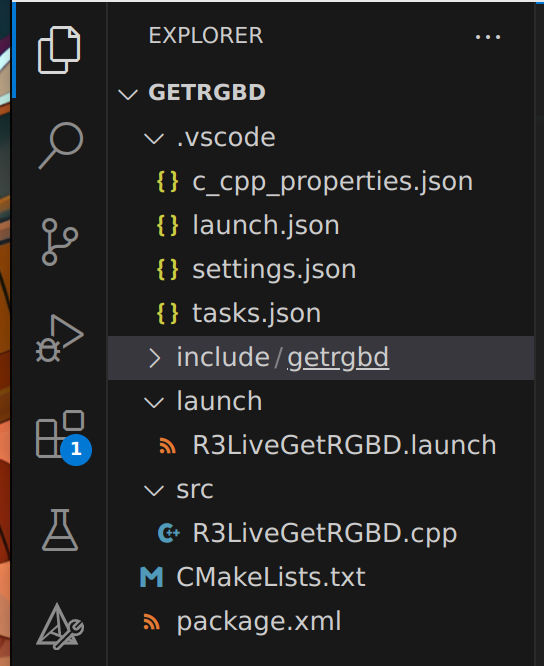 EXPLORER
GETRGBD
.vscode
{} c_cpp_properties.json
{} launch.json
{} settings.json
{} tasks.json
include/getrgbd
launch
R3LiveGetRGBD.launch
1
src
C++ R3LiveGetRGBD.cpp
M CMakeLists.txt
package.xml